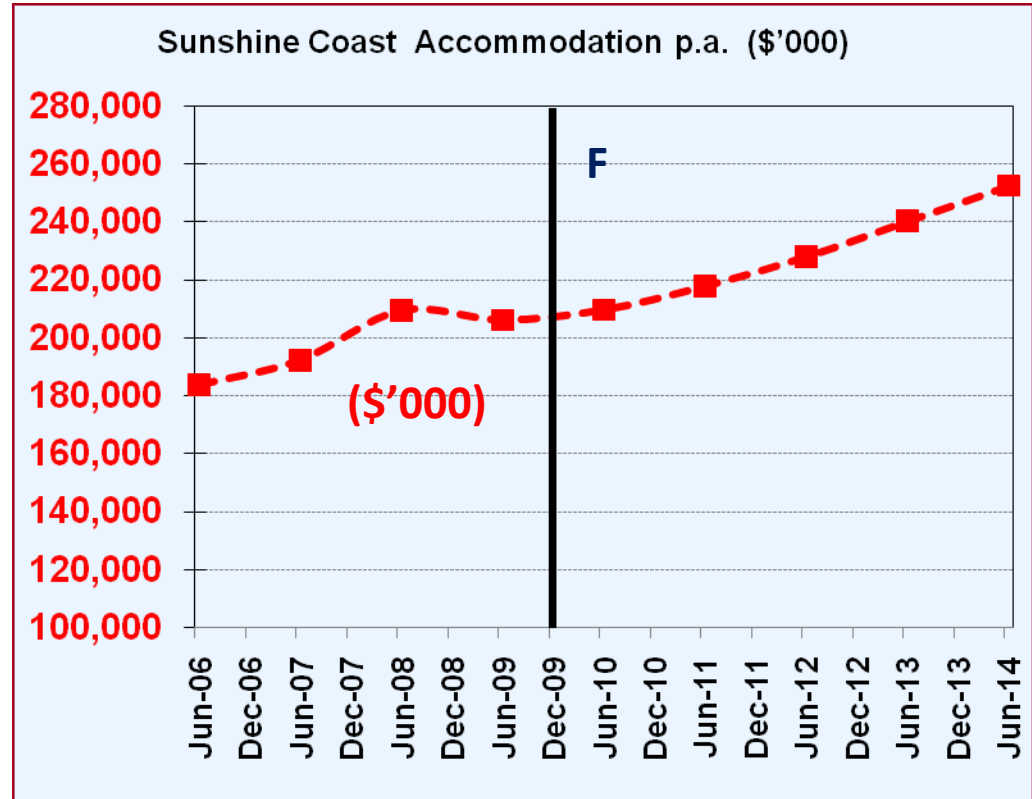 Sunshine Coast Accommodation p.a. ($'000)
280,000
260,000
240,000
220,000
200,000
180,000
160,000
140,000
120,000
100,000
F
($’000)
Jun-06
Dec-06
Jun-07
Dec-07
Jun-08
Dec-08
Jun-09
Dec-09
Jun-10
Dec-10
Jun-11
Dec-11
Jun-12
Dec-12
Jun-13
Dec-13
Jun-14